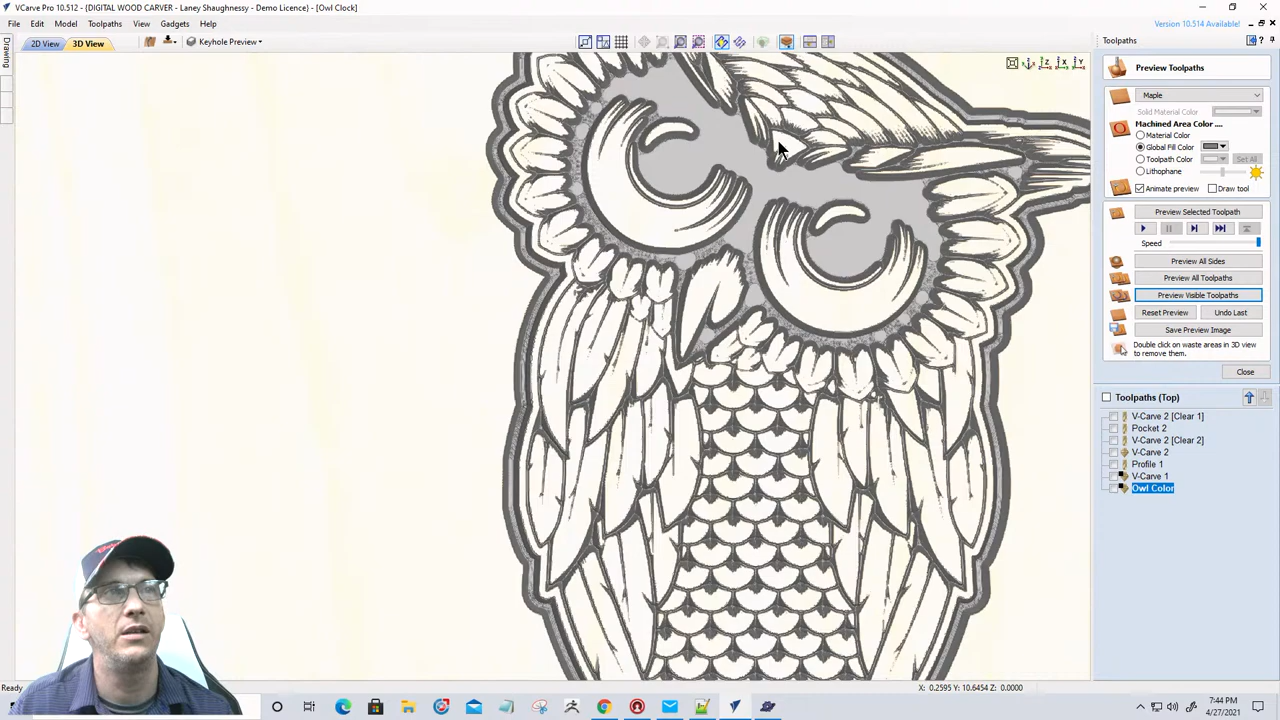 VCarve Pro 10.512 - {DIGITAL WOOD CARVER - Laney Shaughnessy - Demo Licence} - [Owl Clock]
File Edit Model Toolpaths View Gadgets Help
Version 10.514 Available!
2D View 3D View
Keyhole Preview
Drawing
Toolpaths
Preview Toolpaths
Maple
Solid Material Color
Machined Area Color ....
Material Color
Global Fill Color
Toolpath Color Set All
Lithophane
Animate preview Draw tool
Preview Selected Toolpath
Speed
Preview All Sides
Preview All Toolpaths
Preview Visible Toolpaths
Reset Preview Undo Last
Save Preview Image
Double click on waste areas in 3D view
to remove them.
Close
Toolpaths (Top)
V-Carve 2 [Clear 1]
Pocket 2
V-Carve 2 [Clear 2]
V-Carve 2
Profile 1
V-Carve 1
Owl Color
Ready
X: 0.2595 Y: 10.6454 Z: 0.0000
7:44 PM
4/27/2021